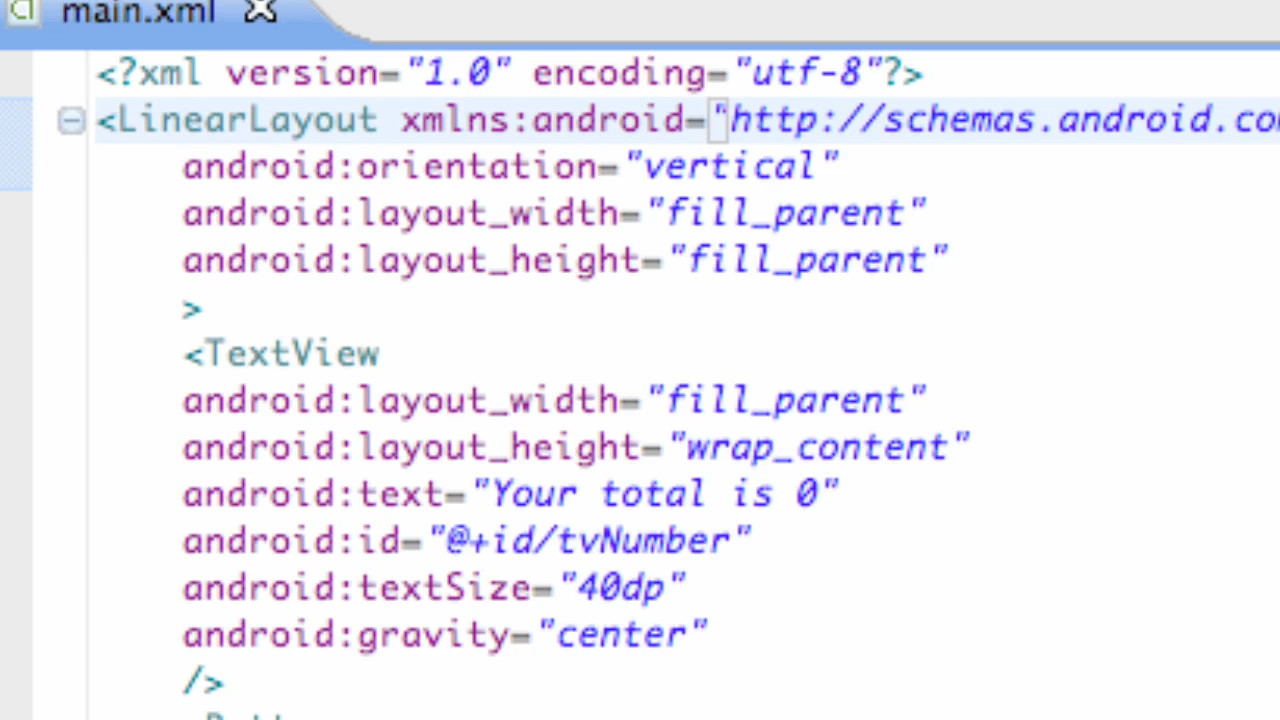 main.xml
<?xml version="1.0" encoding="utf-8"?>
<LinearLayout xmlns:android="http://schemas.android.co
android:orientation="vertical"
android:layout_width="fill_parent"
android:layout_height="fill_parent"
>
<TextView
android:layout_width="fill_parent"
android:layout_height="wrap_content"
android:text="Your total is 0"
android:id="@+id/tvNumber"
android:textSize="40dp"
android:gravity="center"
/>